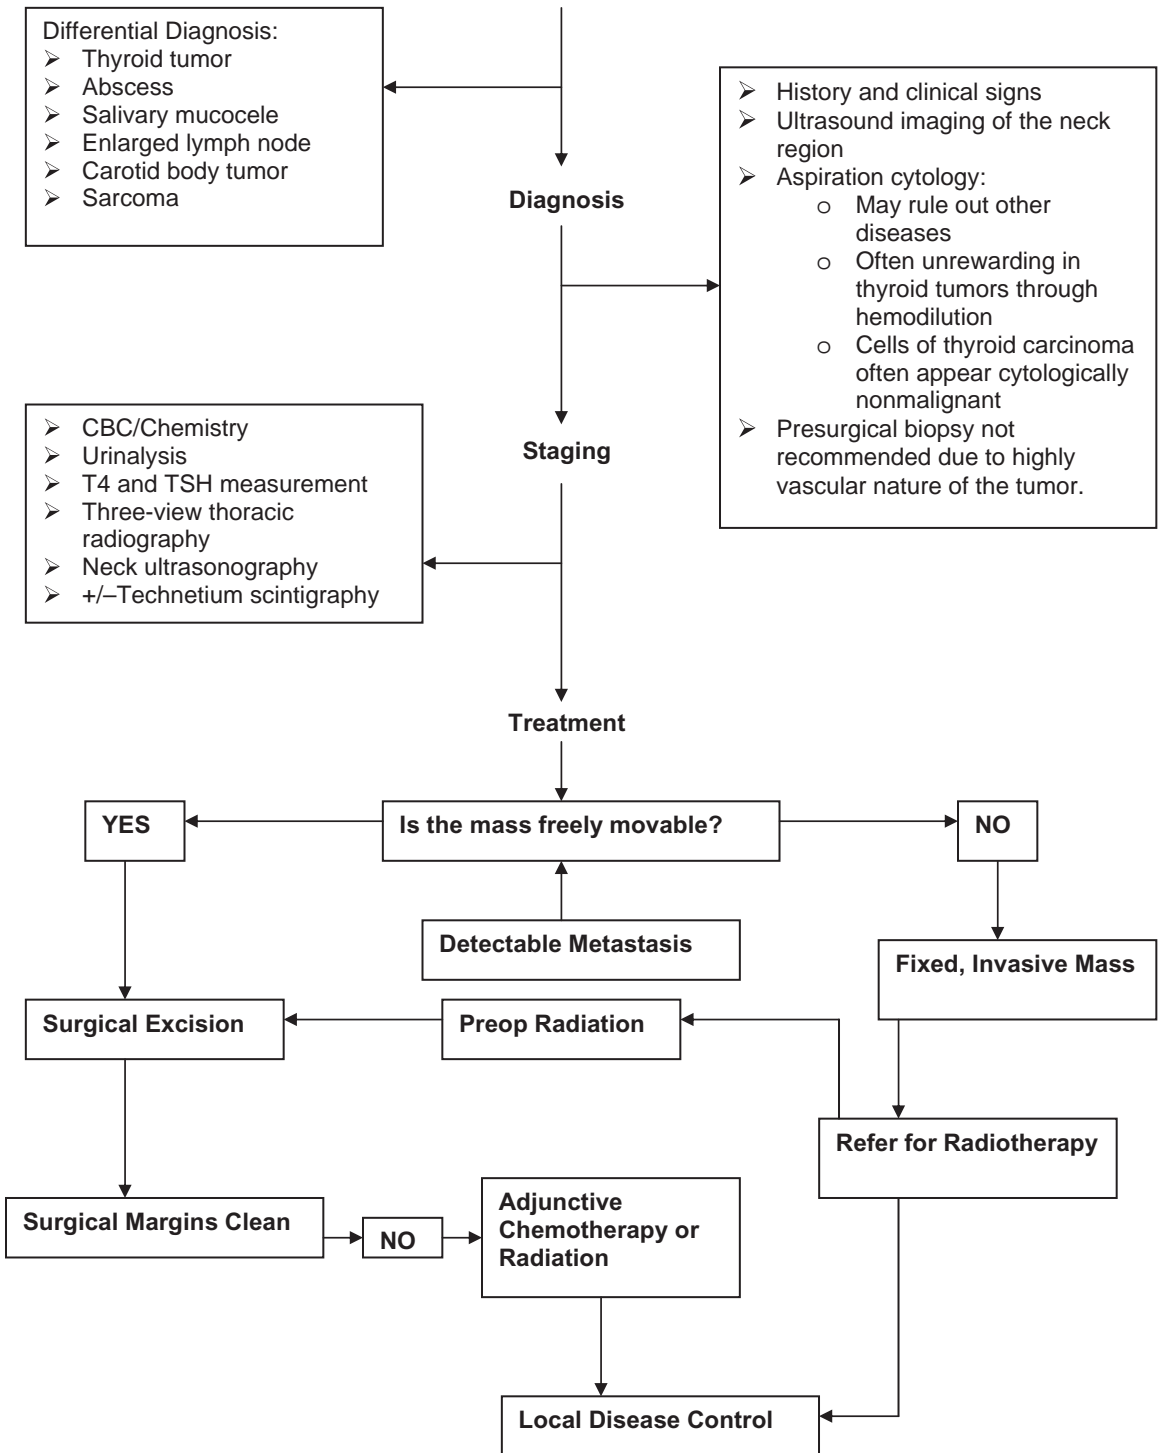 Differential Diagnosis:
➢ Thyroid tumor
➢ Abscess
➢ Salivary mucocele
➢ Enlarged lymph node
➢ Carotid body tumor
➢ Sarcoma
Diagnosis
➢ History and clinical signs
➢ Ultrasound imaging of the neck
region
➢ Aspiration cytology:
o May rule out other
diseases
o Often unrewarding in
thyroid tumors through
hemodilution
o Cells of thyroid carcinoma
often appear cytologically
nonmalignant
➢ Presurgical biopsy not
recommended due to highly
vascular nature of the tumor.
Staging
➢ CBC/Chemistry
➢ Urinalysis
➢ T4 and TSH measurement
➢ Three-view thoracic
radiography
➢ Neck ultrasonography
➢ +/–Technetium scintigraphy
Treatment
YES
Is the mass freely movable?
NO
Detectable Metastasis
Fixed, Invasive Mass
Surgical Excision
Preop Radiation
Refer for Radiotherapy
Surgical Margins Clean
NO
Adjunctive
Chemotherapy or
Radiation
Local Disease Control